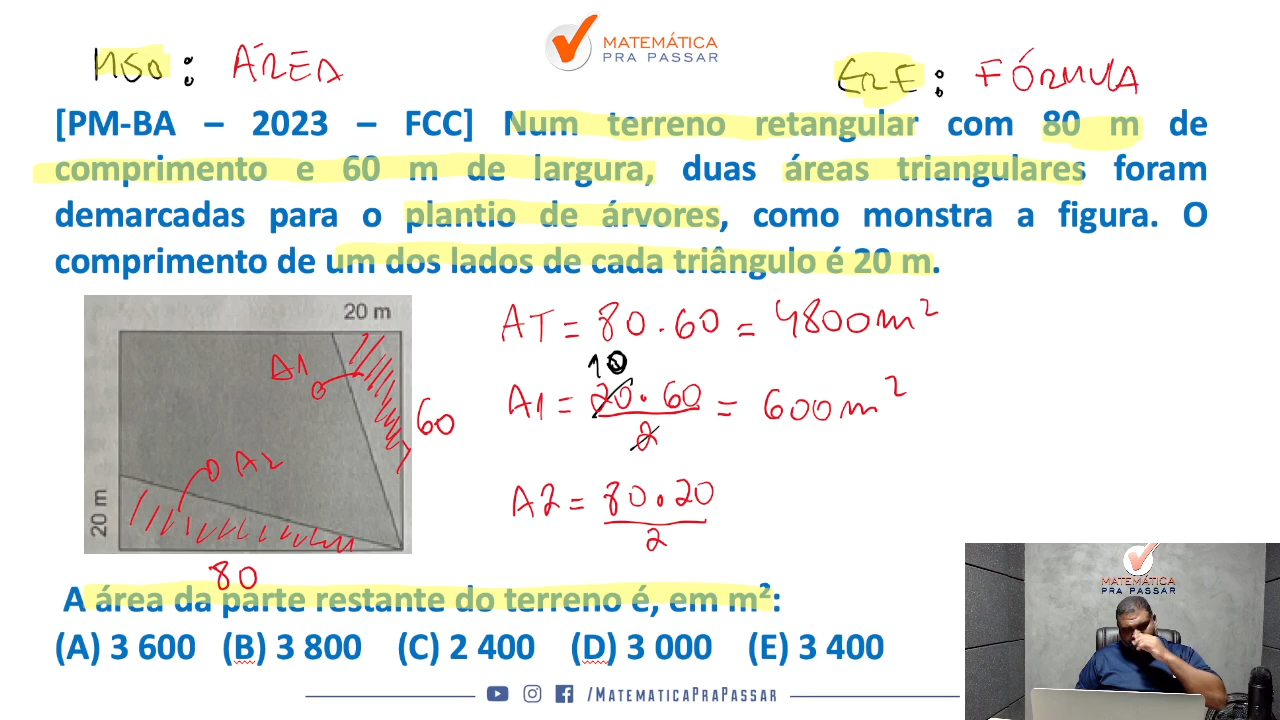 MATEMÁTICA
PRA PASSAR
MSD: ÁREA
ERE: FÓRMULA
[PM-BA – 2023 – FCC] Num terreno retangular com 80 m de
comprimento e 60 m de largura, duas áreas triangulares foram
demarcadas para o plantio de árvores, como monstra a figura. O
comprimento de um dos lados de cada triângulo é 20 m.
20 m
A1
60
A2
20 m
80
AT = 80.60 = 4800m²
10
A1 = 20.60 / 2 = 600m²
A2 = 80.20 / 2
A área da parte restante do terreno é, em m²:
(A) 3 600 (B) 3 800 (C) 2 400 (D) 3 000 (E) 3 400
/MATEMATICAPRAPASSAR
MATEMÁTICA
PRA PASSAR